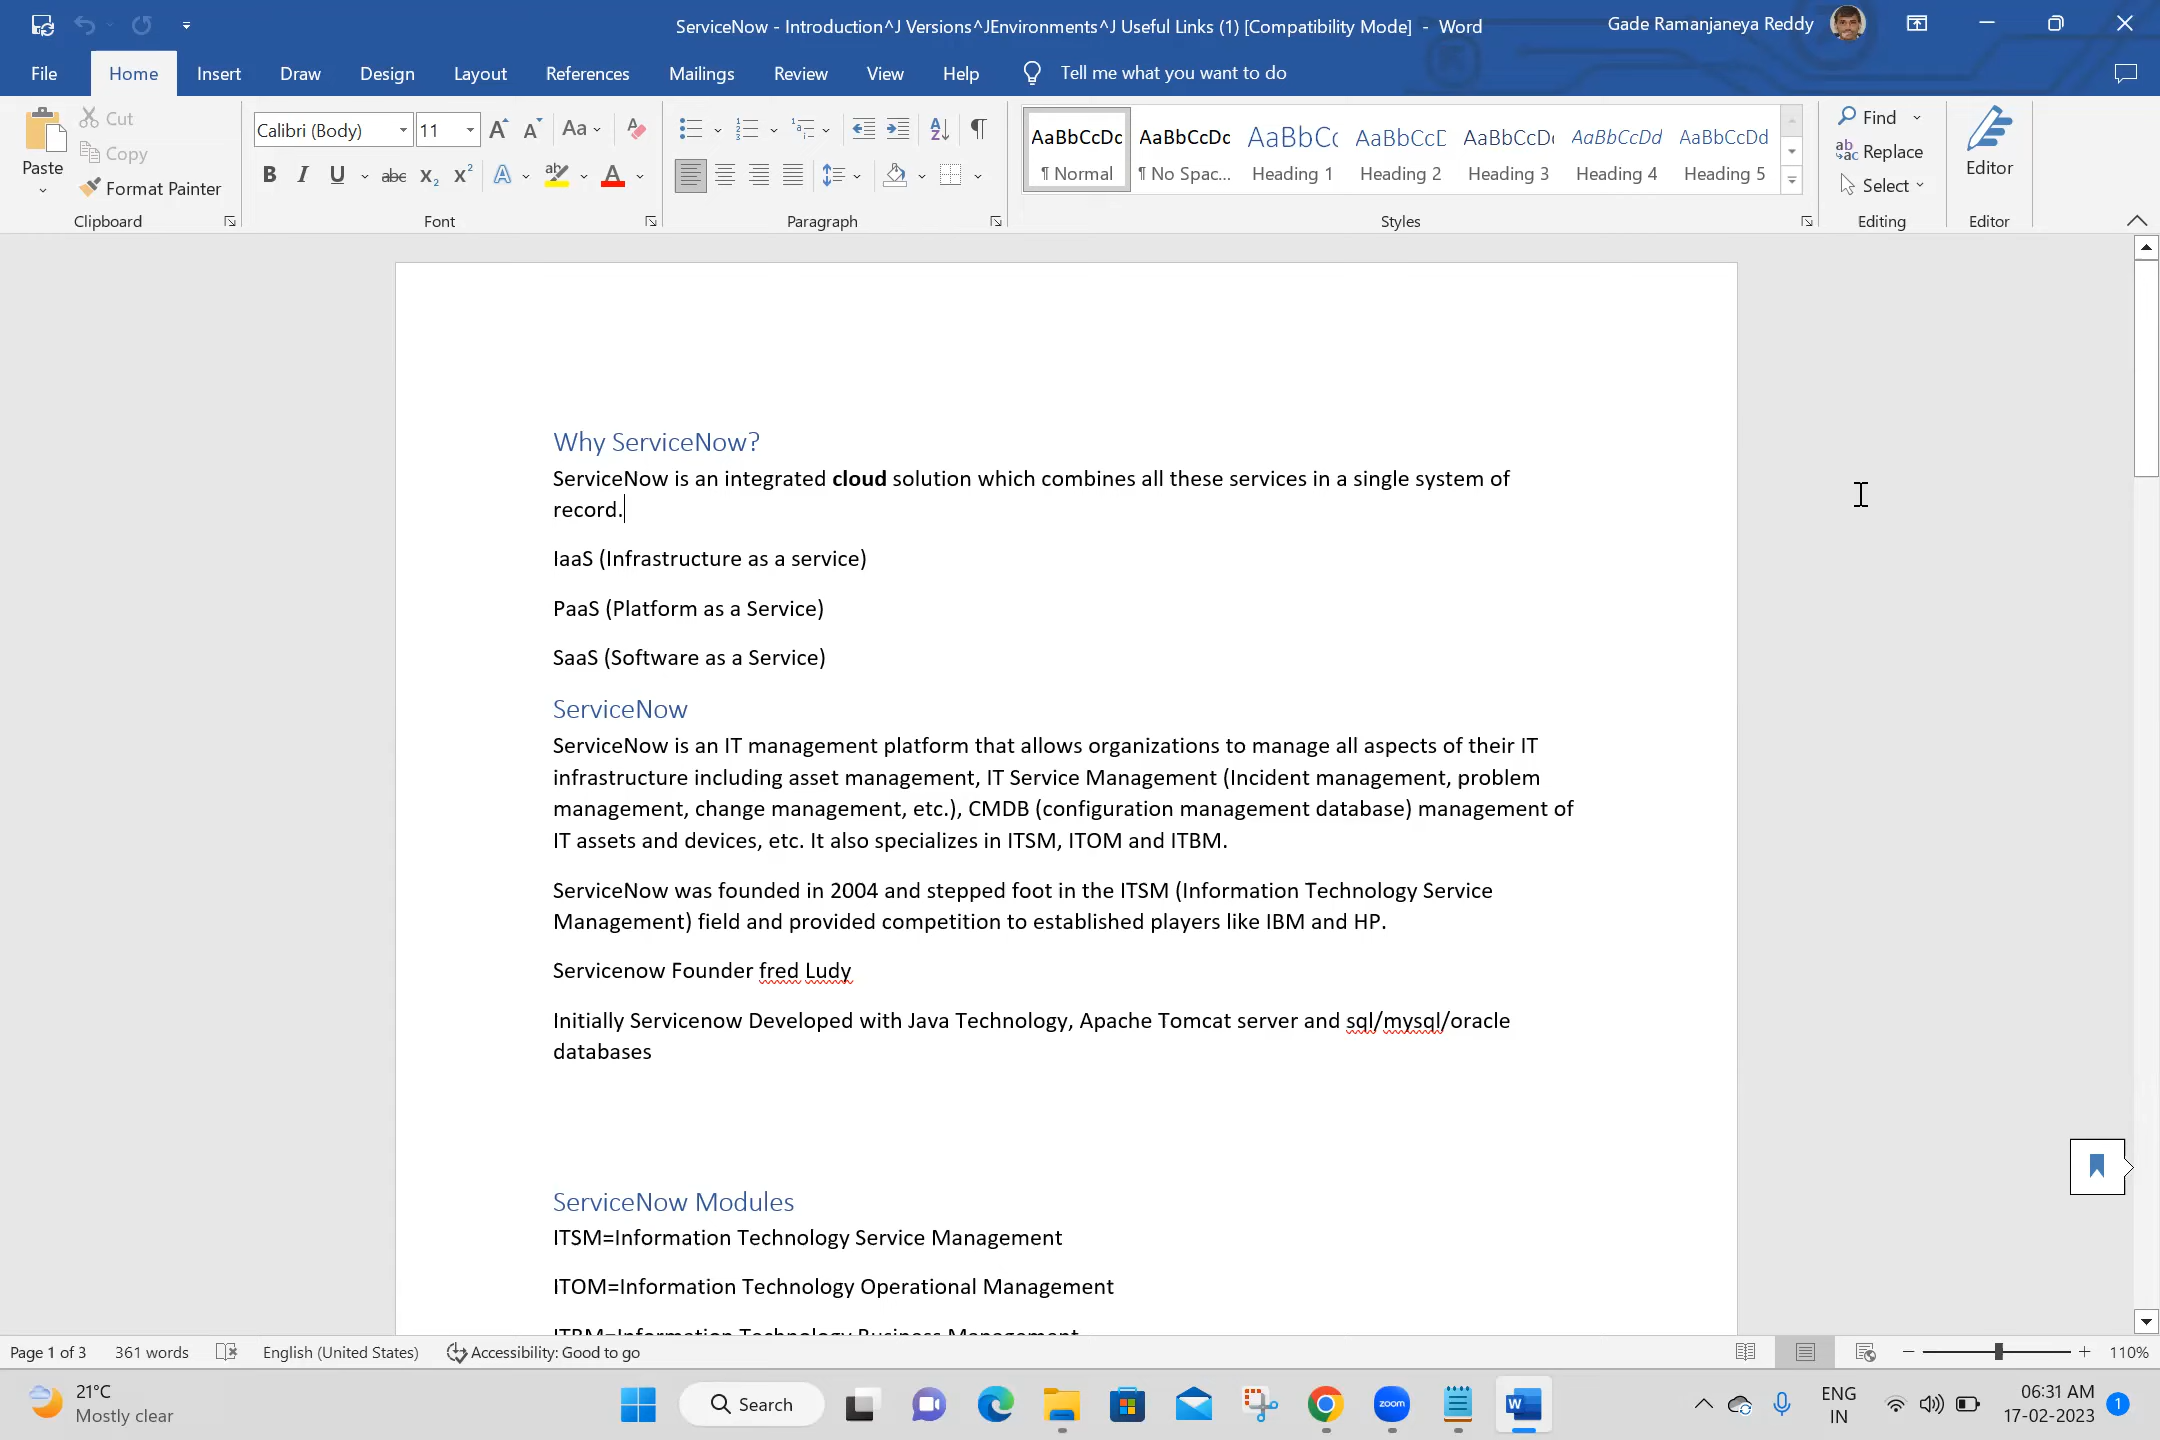 ServiceNow - Introduction^J Versions^JEnvironments^J Useful Links (1) [Compatibility Mode] - Word
Gade Ramanjaneya Reddy
File Home Insert Draw Design Layout References Mailings Review View Help Tell me what you want to do
Paste
Cut
Copy
Format Painter
Clipboard
Calibri (Body) 11
Font
Paragraph
AaBbCcDc AaBbCcDc AaBbCc AaBbCcD AaBbCcDc AaBbCcDd AaBbCcDd
¶ Normal ¶ No Spac... Heading 1 Heading 2 Heading 3 Heading 4 Heading 5
Styles
Find
Replace
Select
Editing
Editor
Editor
Why ServiceNow?
ServiceNow is an integrated cloud solution which combines all these services in a single system of
record.
IaaS (Infrastructure as a service)
PaaS (Platform as a Service)
SaaS (Software as a Service)
ServiceNow
ServiceNow is an IT management platform that allows organizations to manage all aspects of their IT
infrastructure including asset management, IT Service Management (Incident management, problem
management, change management, etc.), CMDB (configuration management database) management of
IT assets and devices, etc. It also specializes in ITSM, ITOM and ITBM.
ServiceNow was founded in 2004 and stepped foot in the ITSM (Information Technology Service
Management) field and provided competition to established players like IBM and HP.
Servicenow Founder fred Ludy
Initially Servicenow Developed with Java Technology, Apache Tomcat server and sql/mysql/oracle
databases
ServiceNow Modules
ITSM=Information Technology Service Management
ITOM=Information Technology Operational Management
ITBM=Information Technology Business Management
Page 1 of 3 361 words English (United States) Accessibility: Good to go 110%
21°C
Mostly clear
Search
zoom
ENG
IN
06:31 AM
17-02-2023
1